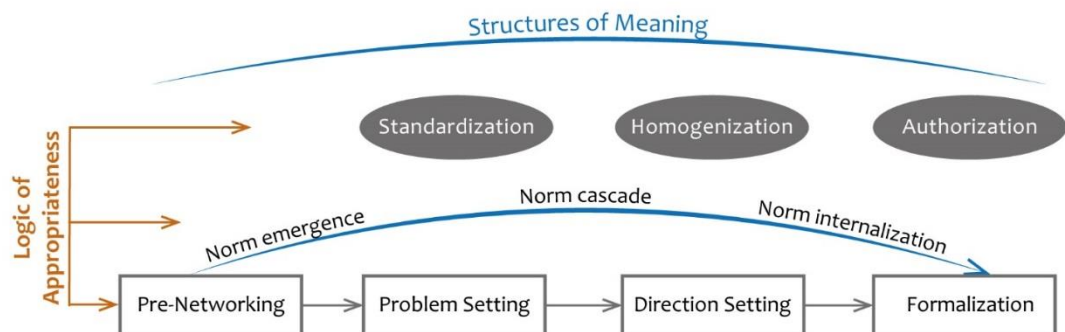 Structures of Meaning
Standardization
Homogenization
Authorization
Logic of
Appropriateness
Norm emergence
Norm cascade
Norm internalization
Pre-Networking
Problem Setting
Direction Setting
Formalization